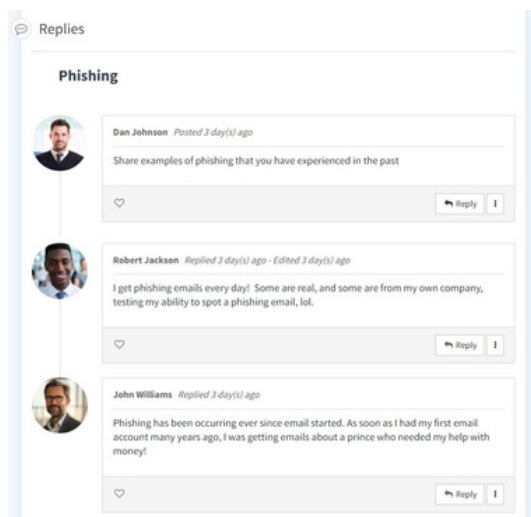 Replies
Phishing
Dan Johnson Posted 3 day(s) ago
Share examples of phishing that you have experienced in the past
Reply
Robert Jackson Replied 3 day(s) ago - Edited 3 day(s) ago
I get phishing emails every day! Some are real, and some are from my own company,
testing my ability to spot a phishing email, lol.
Reply
John Williams Replied 3 day(s) ago
Phishing has been occurring ever since email started. As soon as I had my first email
account many years ago, I was getting emails about a prince who needed my help with
money!
Reply